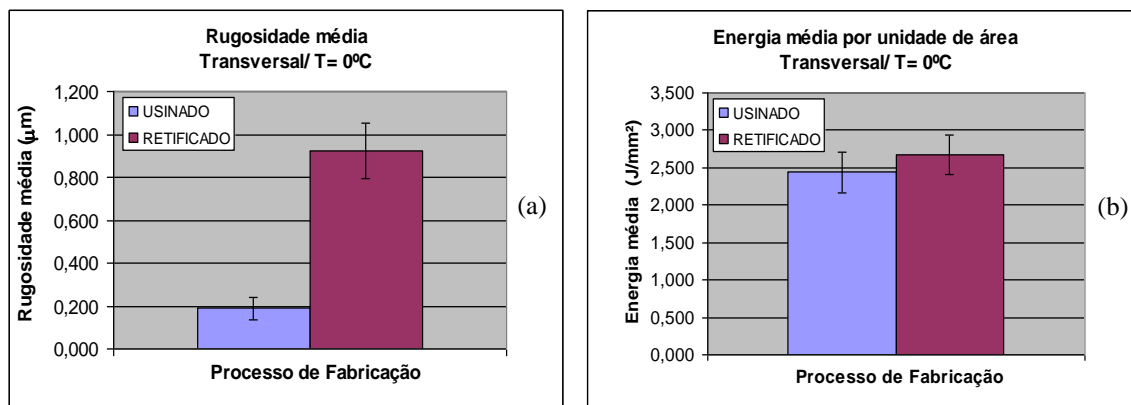 Rugosidade média
Transversal/ T= 0ºC
1,200
1,000
0,800
0,600
0,400
0,200
0,000
Rugosidade média (μm)
USINADO
RETIFICADO
Processo de Fabricação
(a)
Energia média por unidade de área
Transversal/ T= 0ºC
3,500
3,000
2,500
2,000
1,500
1,000
0,500
0,000
Energia média (J/mm²)
USINADO
RETIFICADO
Processo de Fabricação
(b)